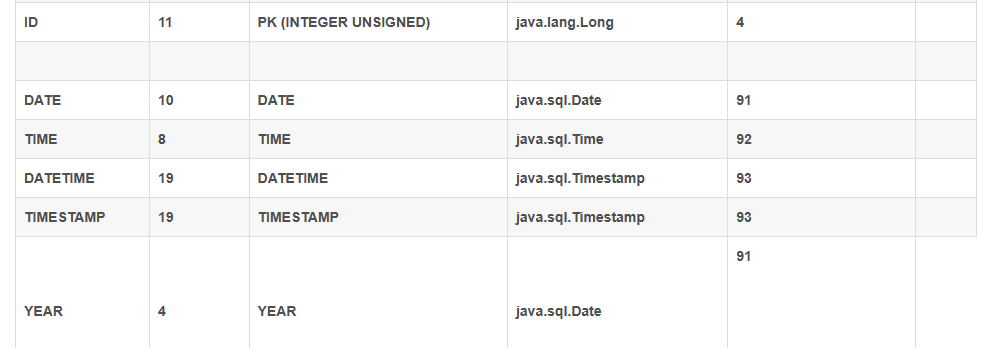 ID 11 PK (INTEGER UNSIGNED) java.lang.Long 4
DATE 10 DATE java.sql.Date 91
TIME 8 TIME java.sql.Time 92
DATETIME 19 DATETIME java.sql.Timestamp 93
TIMESTAMP 19 TIMESTAMP java.sql.Timestamp 93
91
YEAR 4 YEAR java.sql.Date